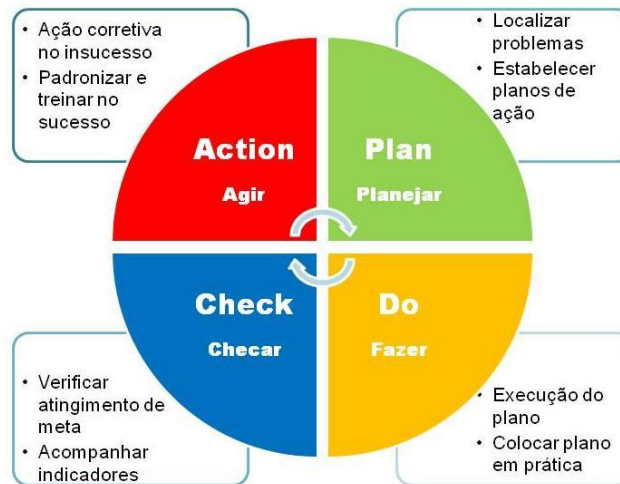 • Ação corretiva
no insucesso
• Padronizar e
treinar no
sucesso
• Localizar
problemas
• Estabelecer
planos de
ação
Action
Agir
Plan
Planejar
Check
Checar
Do
Fazer
• Verificar
atingimento de
meta
• Acompanhar
indicadores
• Execução do
plano
• Colocar plano
em prática